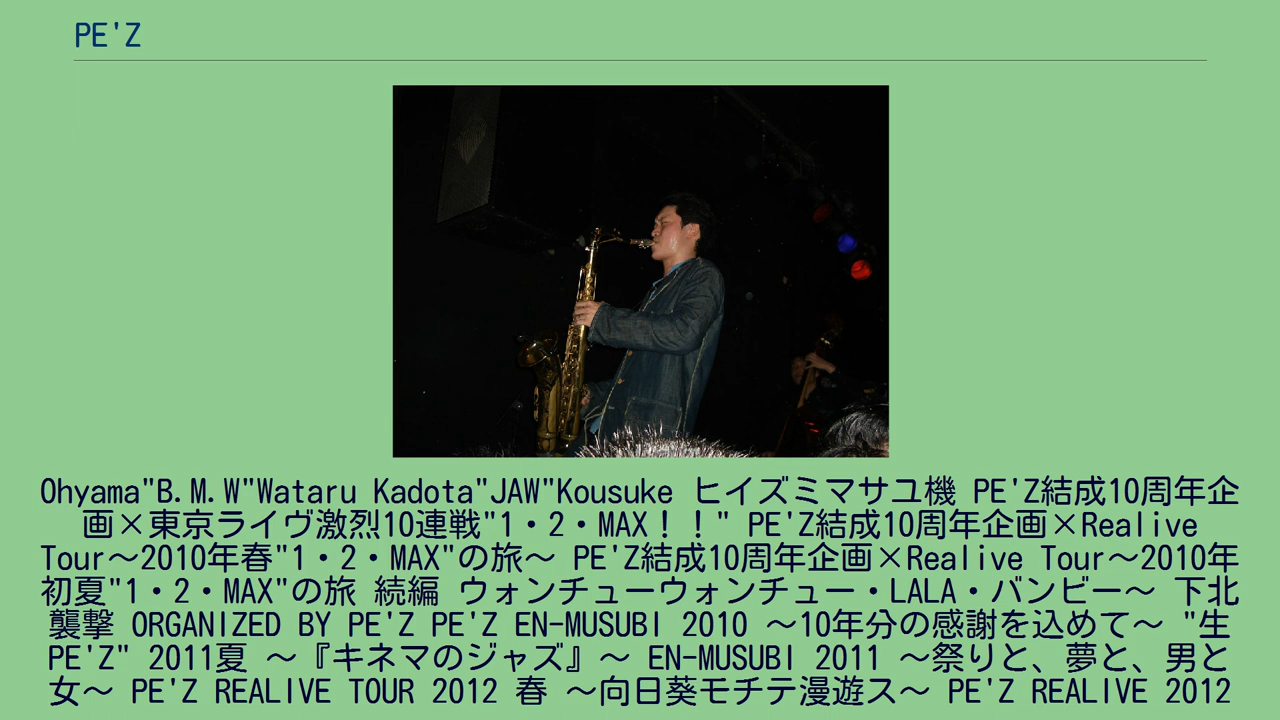 PE'Z
Ohyama"B.M.W"Wataru Kadota"JAW"Kousuke ヒイズミマサユ機 PE'Z結成10周年企
画×東京ライヴ激烈10連戦"1・2・MAX！！" PE'Z結成10周年企画×Realive
Tour～2010年春"1・2・MAX"の旅～ PE'Z結成10周年企画×Realive Tour～2010年
初夏"1・2・MAX"の旅 続編 ウォンチューウォンチュー・LALA・バンビー～ 下北
襲撃 ORGANIZED BY PE'Z PE'Z EN-MUSUBI 2010 ～10年分の感謝を込めて～ "生
PE'Z" 2011夏 ～『キネマのジャズ』～ EN-MUSUBI 2011 ～祭りと、夢と、男と
女～ PE'Z REALIVE TOUR 2012 春 ～向日葵モチテ漫遊ス～ PE'Z REALIVE 2012